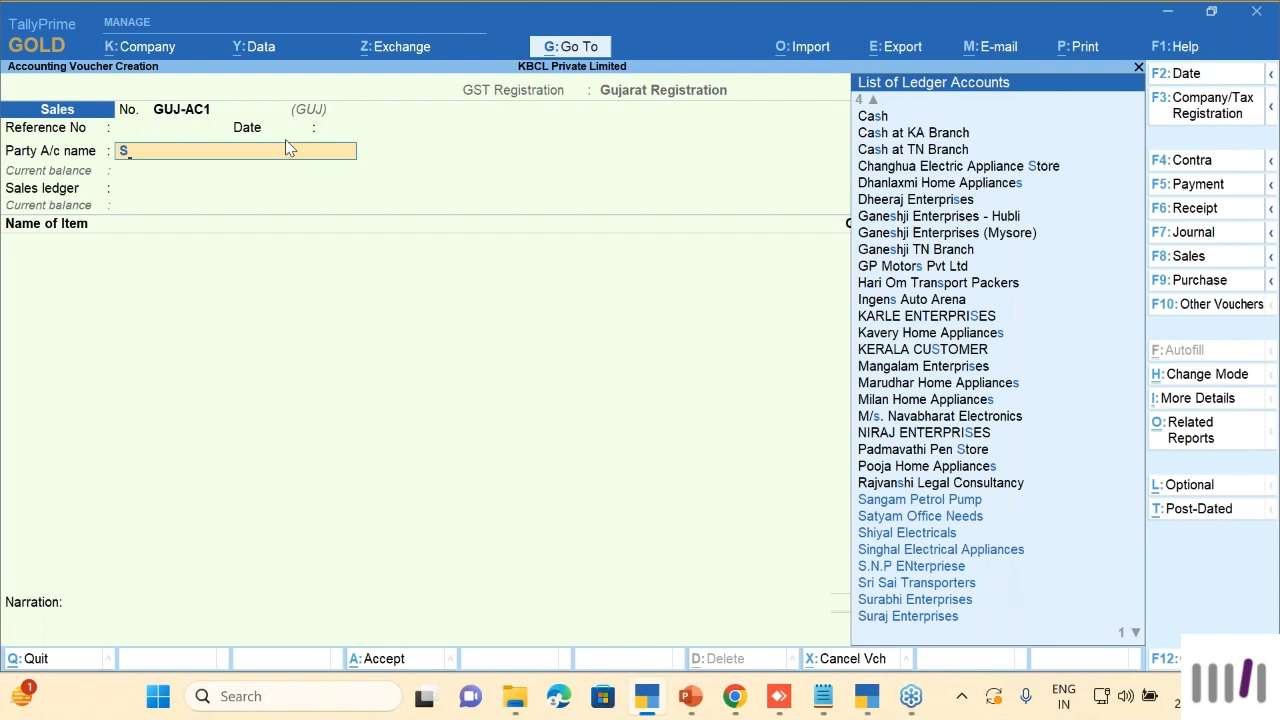 TallyPrime
GOLD
MANAGE
K:Company
Y:Data
Z:Exchange
G:Go To
O:Import
E:Export
M:E-mail
P:Print
F1:Help
Accounting Voucher Creation
KBCL Private Limited
GST Registration : Gujarat Registration
Sales No. GUJ-AC1 (GUJ)
Reference No : Date :
Party A/c name : S
Current balance :
Sales ledger :
Current balance :
Name of Item
Narration:
List of Ledger Accounts
4
Cash
Cash at KA Branch
Cash at TN Branch
Changhua Electric Appliance Store
Dhanlaxmi Home Appliances
Dheeraj Enterprises
Ganeshji Enterprises - Hubli
Ganeshji Enterprises (Mysore)
Ganeshji TN Branch
GP Motors Pvt Ltd
Hari Om Transport Packers
Ingens Auto Arena
KARLE ENTERPRISES
Kavery Home Appliances
KERALA CUSTOMER
Mangalam Enterprises
Marudhar Home Appliances
Milan Home Appliances
M/s. Navabharat Electronics
NIRAJ ENTERPRISES
Padmavathi Pen Store
Pooja Home Appliances
Rajvanshi Legal Consultancy
Sangam Petrol Pump
Satyam Office Needs
Shiyal Electricals
Singhal Electrical Appliances
S.N.P ENterpriese
Sri Sai Transporters
Surabhi Enterprises
Suraj Enterprises
1
F2:Date
F3:Company/Tax
Registration
F4:Contra
F5:Payment
F6:Receipt
F7:Journal
F8:Sales
F9:Purchase
F10:Other Vouchers
F:Autofill
H:Change Mode
I:More Details
O:Related
Reports
L:Optional
T:Post-Dated
Q:Quit
A:Accept
D:Delete
X:Cancel Vch
F12:
1
Search
ENG
IN